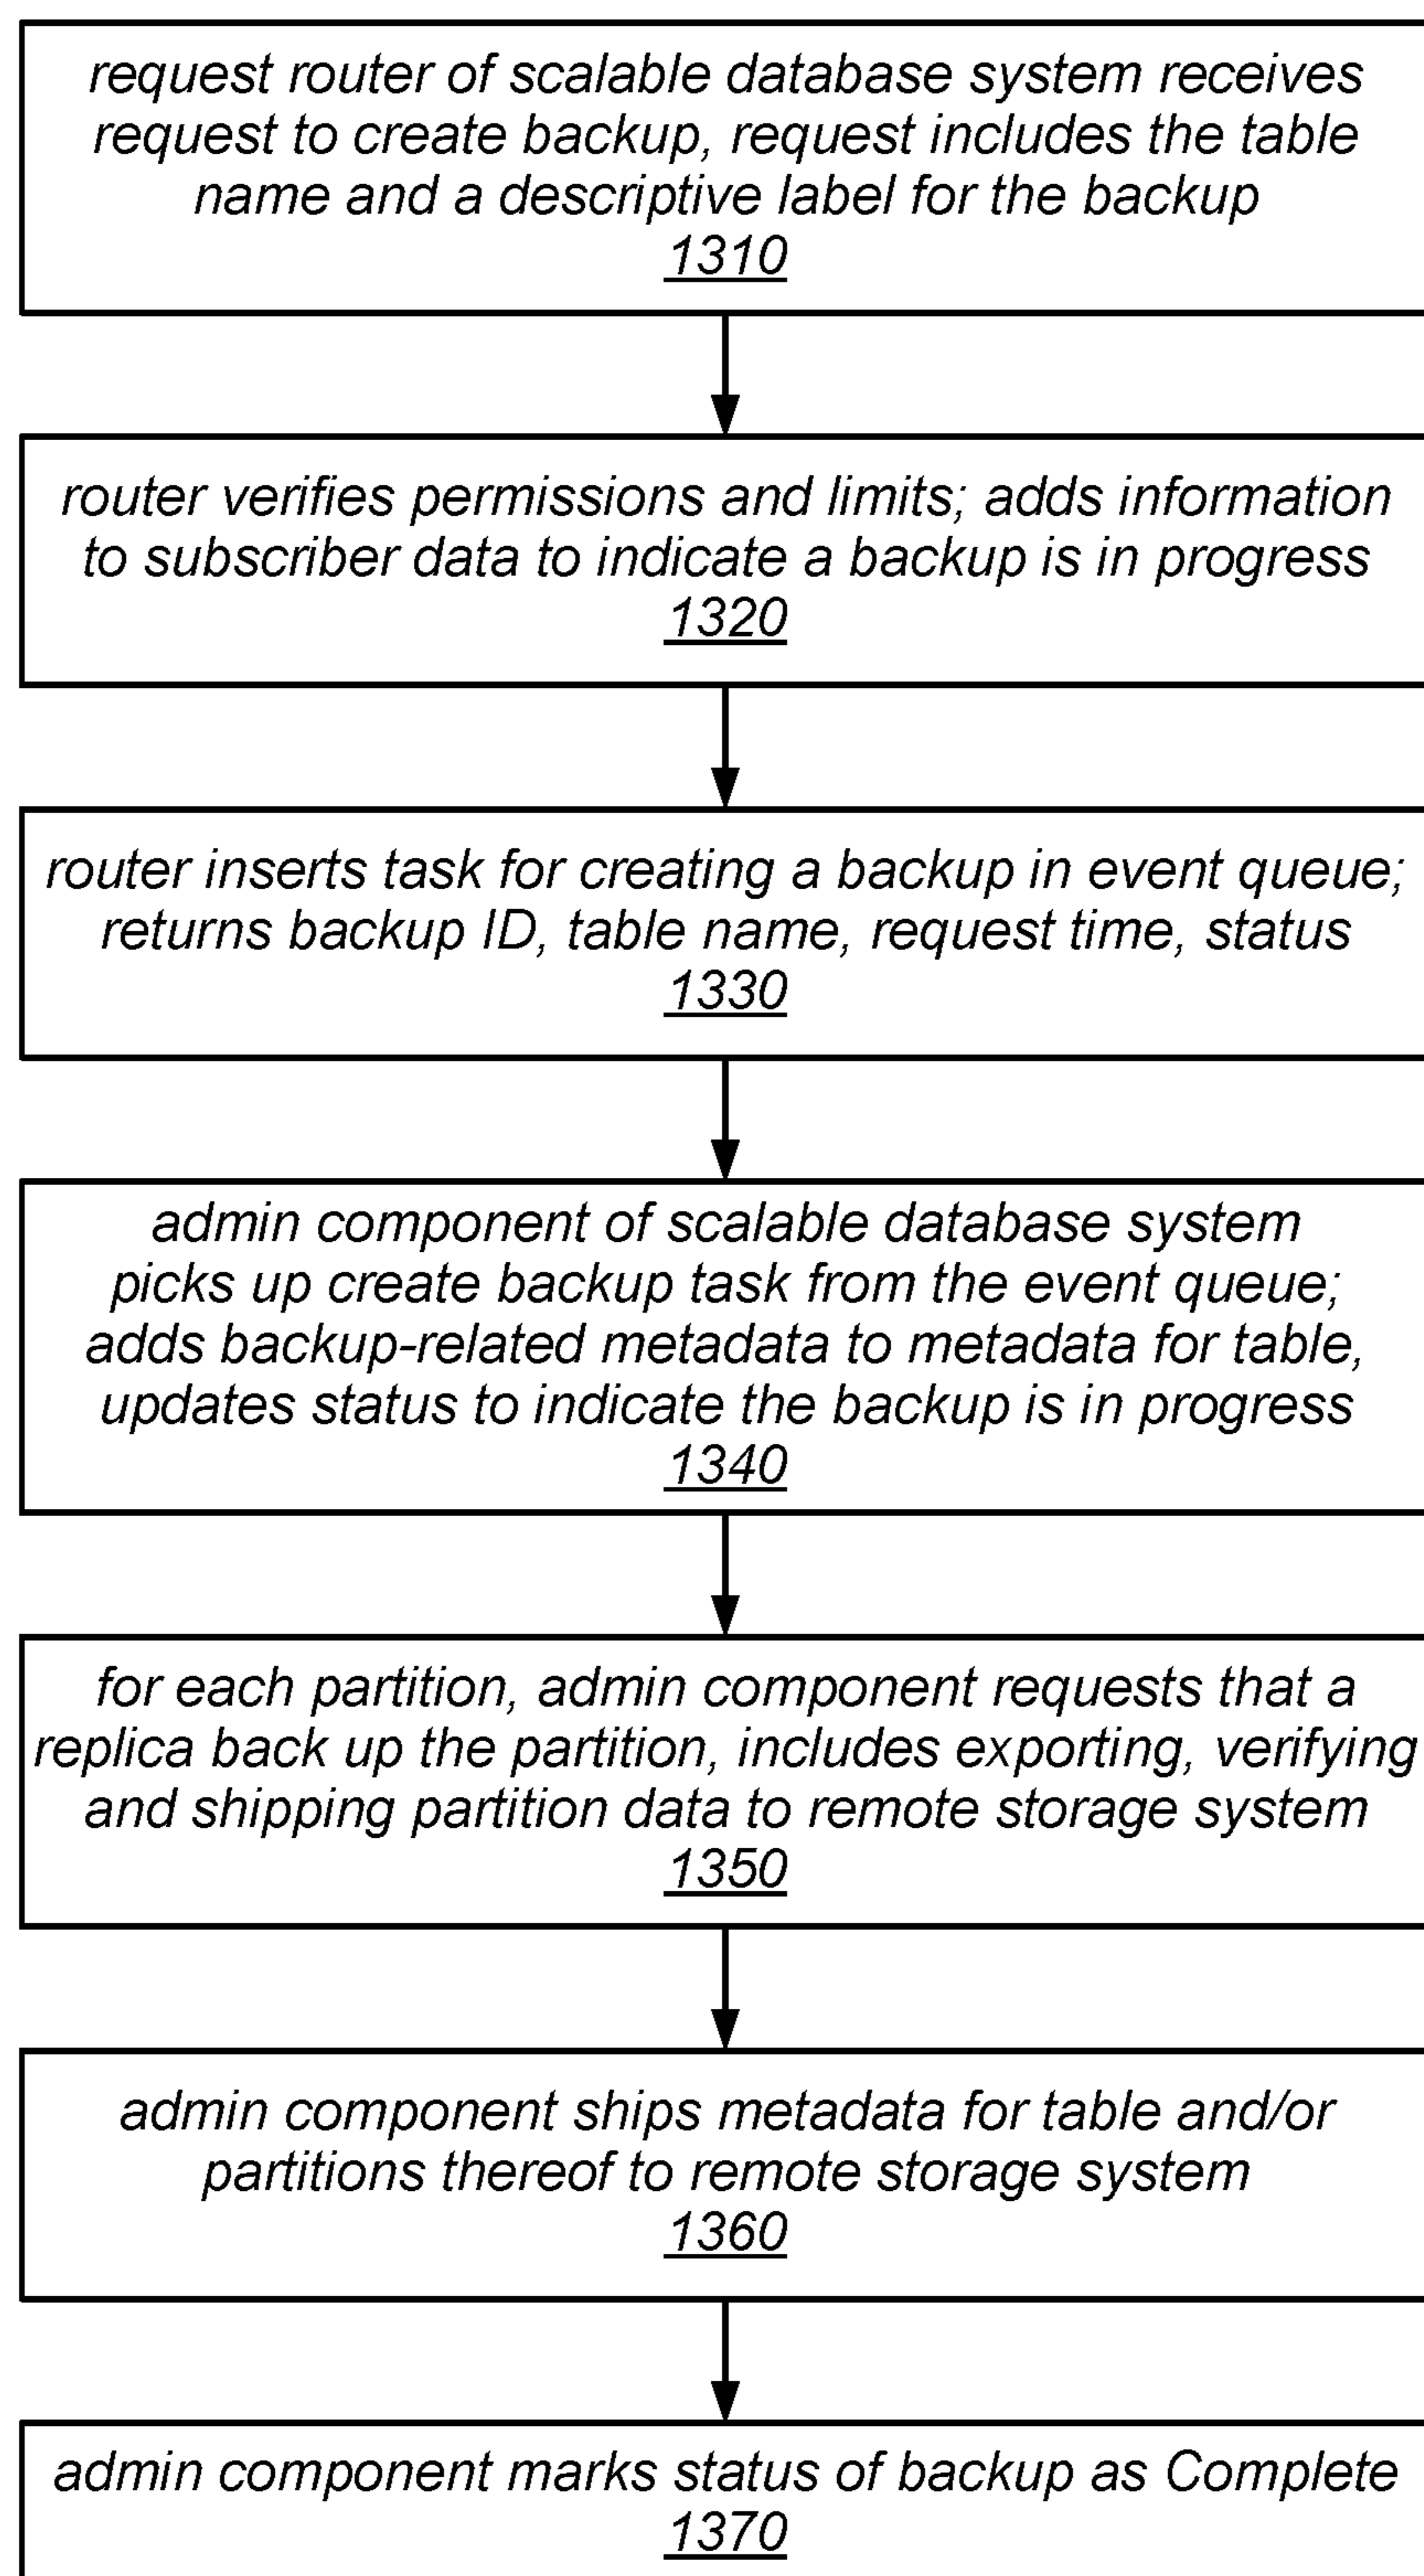 request router of scalable database system receives
request to create backup, request includes the table
name and a descriptive label for the backup
1310
router verifies permissions and limits; adds information
to subscriber data to indicate a backup is in progress
1320
router inserts task for creating a backup in event queue;
returns backup ID, table name, request time, status
1330
admin component of scalable database system
picks up create backup task from the event queue;
adds backup-related metadata to metadata for table,
updates status to indicate the backup is in progress
1340
for each partition, admin component requests that a
replica back up the partition, includes exporting, verifying
and shipping partition data to remote storage system
1350
admin component ships metadata for table and/or
partitions thereof to remote storage system
1360
admin component marks status of backup as Complete
1370